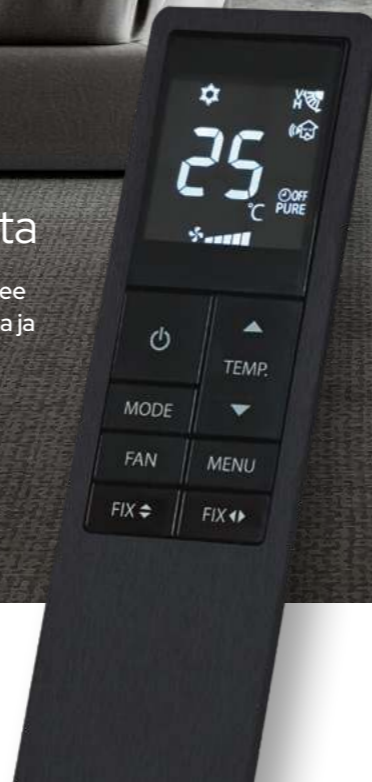 ta
ee
a ja
V
H
25
°C
OFF
PURE
TEMP.
MODE
FAN MENU
FIX FIX